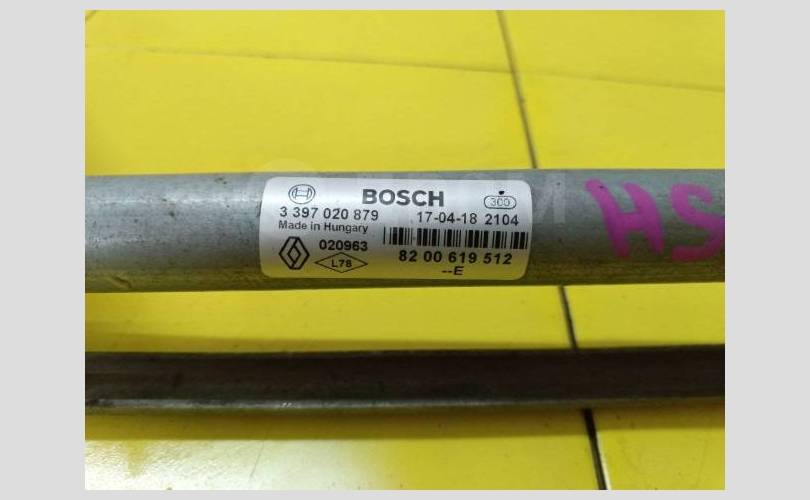 BOSCH
300
3 397 020 879
17-04-18 2104
Made in Hungary
020963
L78
82 00 619 512
--E
HS